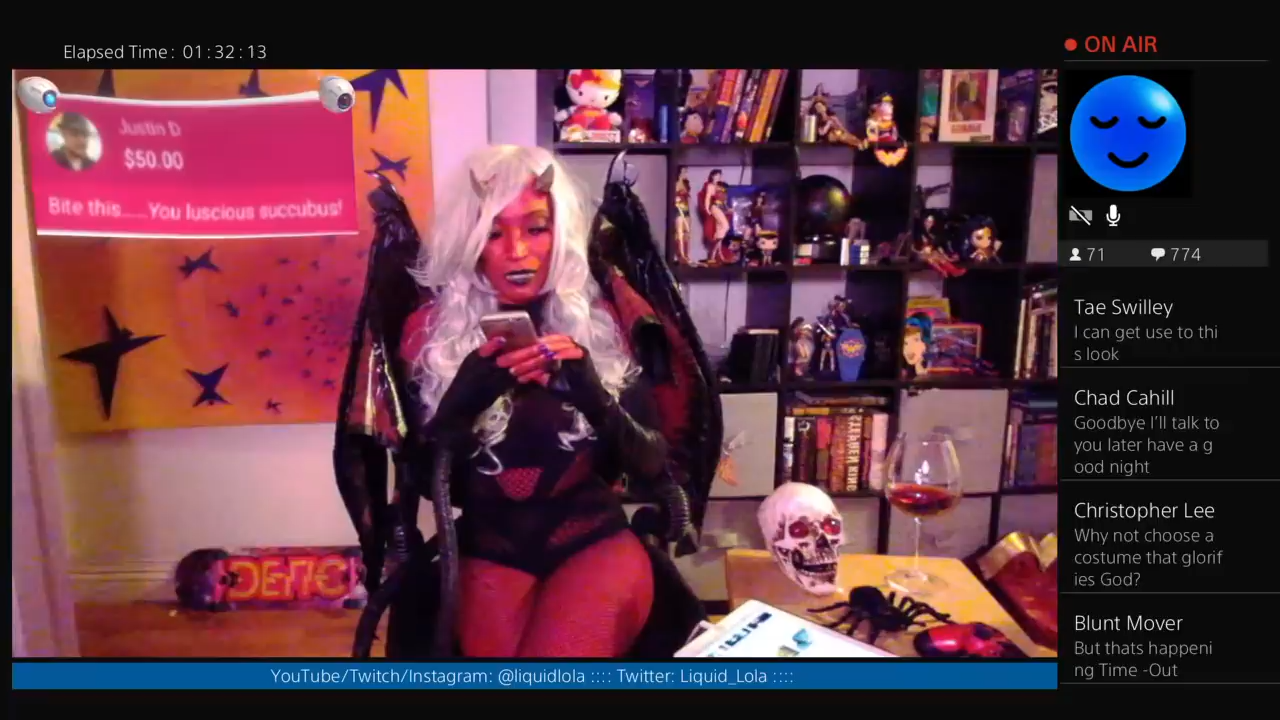 Elapsed Time: 01:32:13
ON AIR
Justin D
$50.00
Bite this.....You luscious succubus!
71
774
Tae Swilley
I can get use to thi
s look
Chad Cahill
Goodbye I'll talk to
you later have a g
ood night
Christopher Lee
Why not choose a
costume that glorif
ies God?
Blunt Mover
But thats happeni
ng Time -Out
YouTube/Twitch/Instagram: @liquidlola :::: Twitter: Liquid_Lola ::::